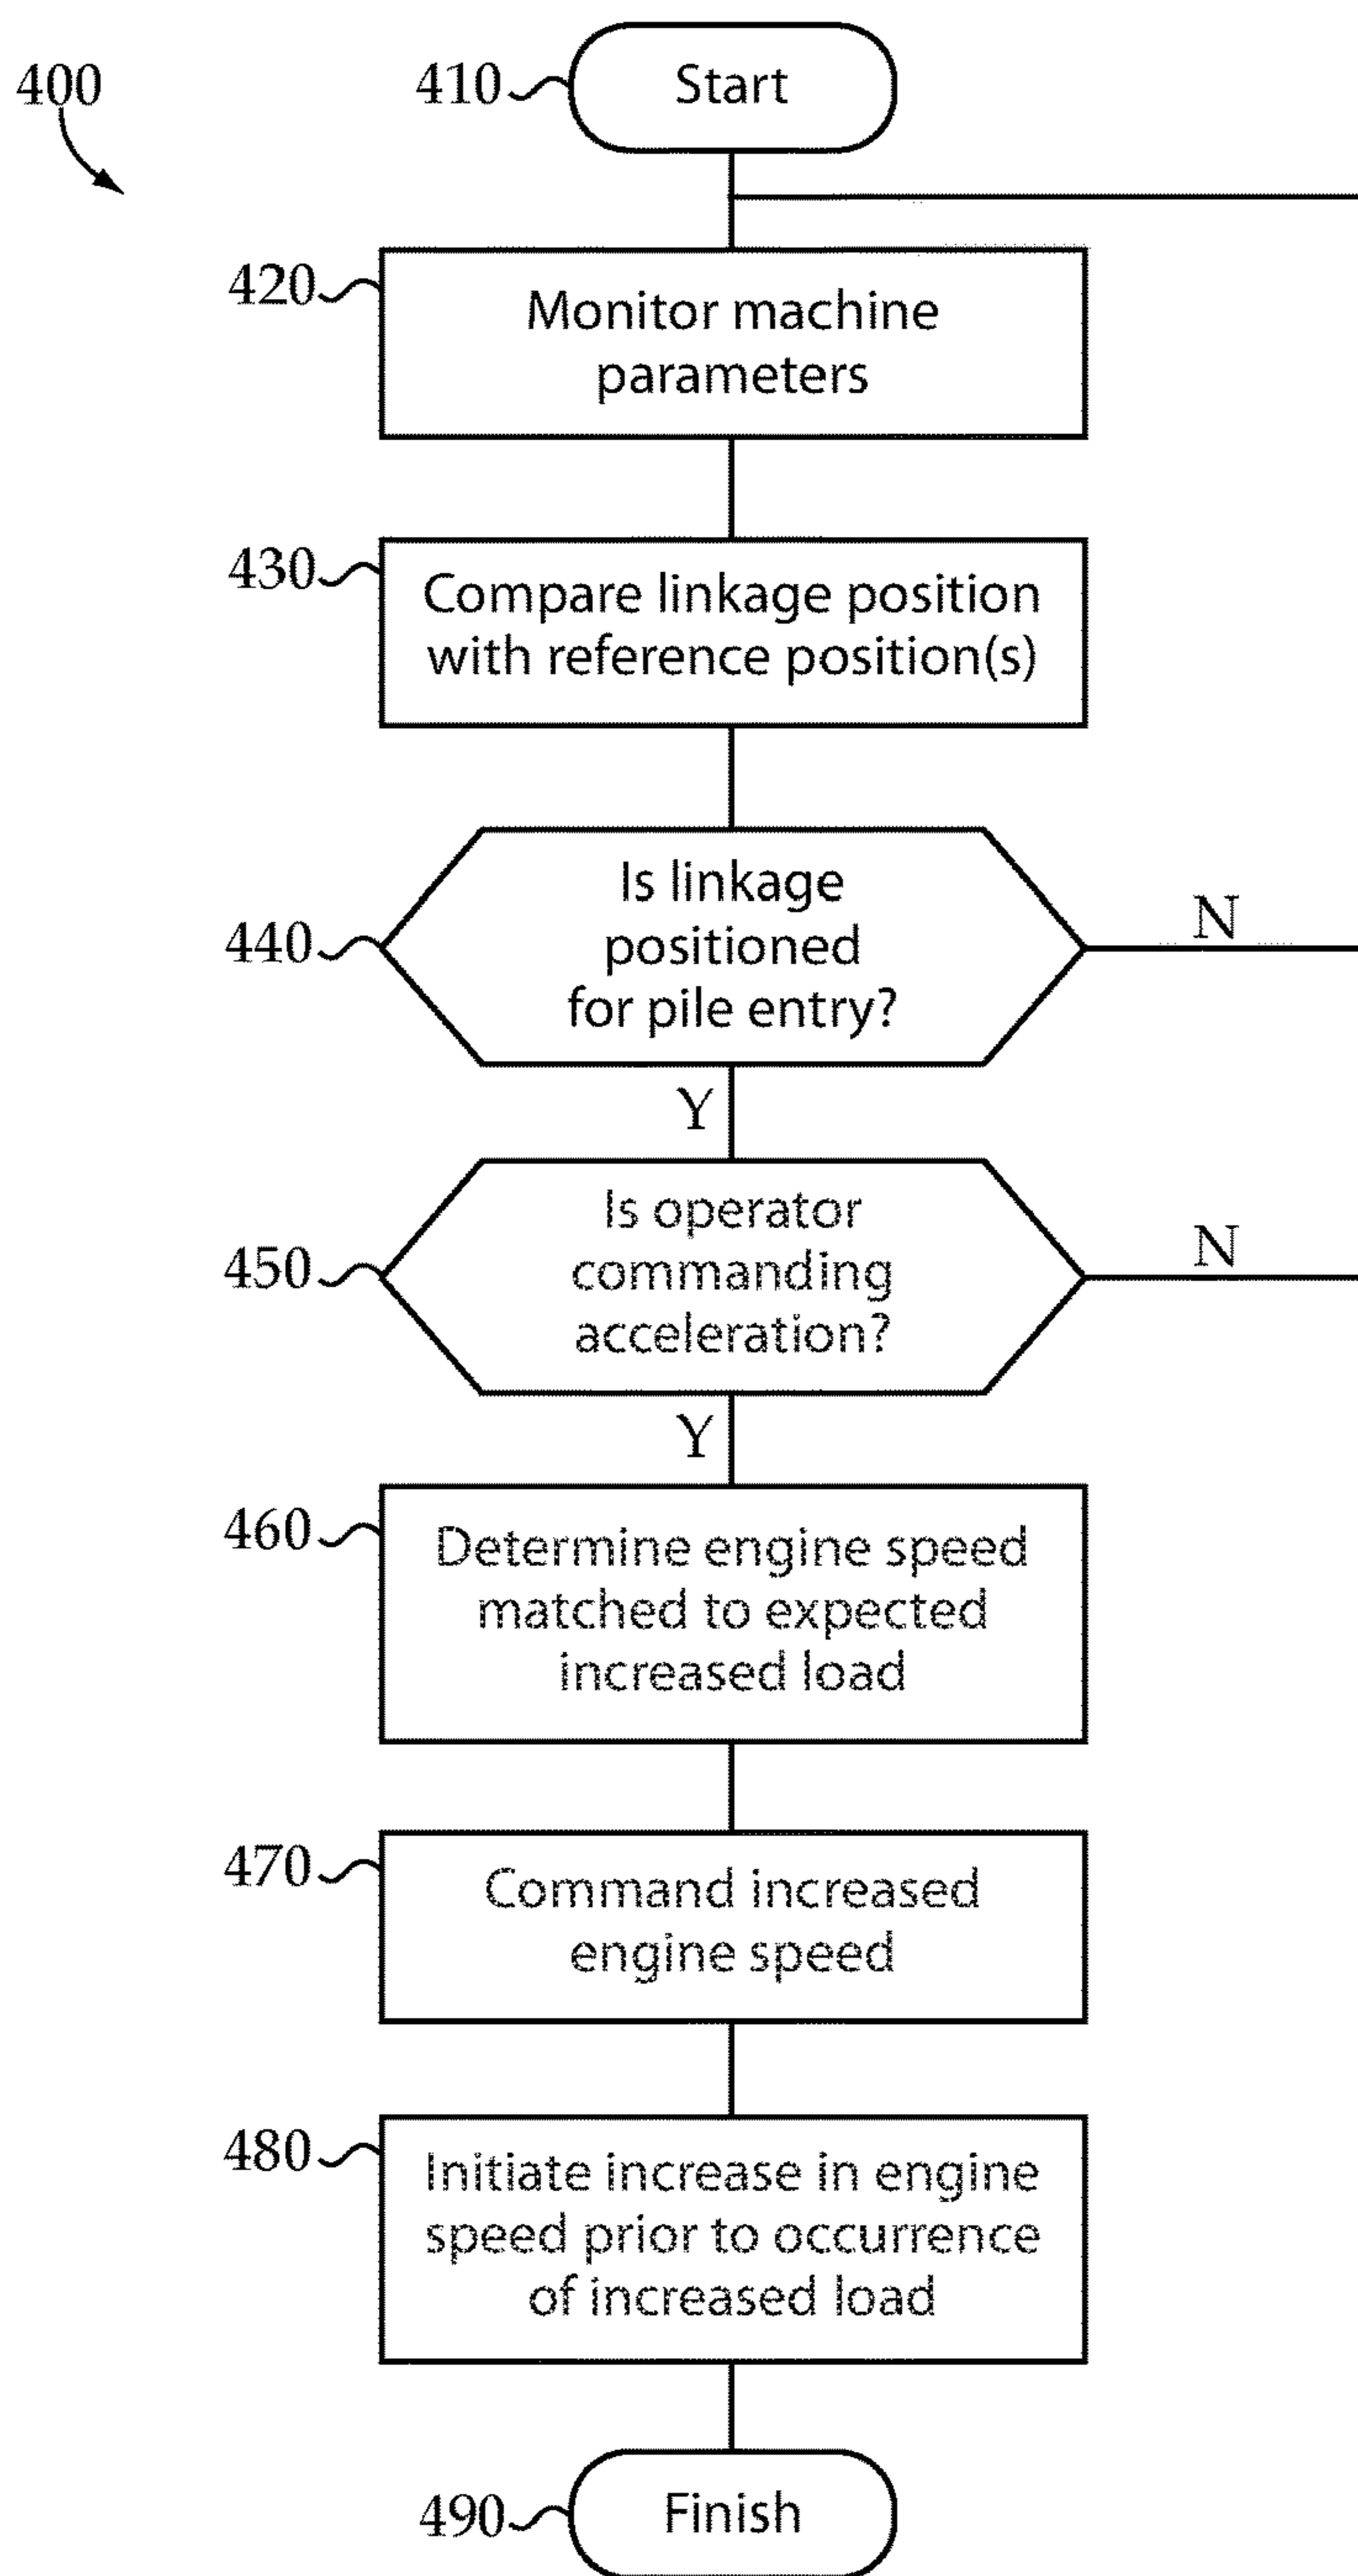 400
410
Start
420
Monitor machine
parameters
430
Compare linkage position
with reference position(s)
440
Is linkage
positioned
for pile entry?
N
Y
450
Is operator
commanding
acceleration?
N
Y
460
Determine engine speed
matched to expected
increased load
470
Command increased
engine speed
480
Initiate increase in engine
speed prior to occurrence
of increased load
490
Finish